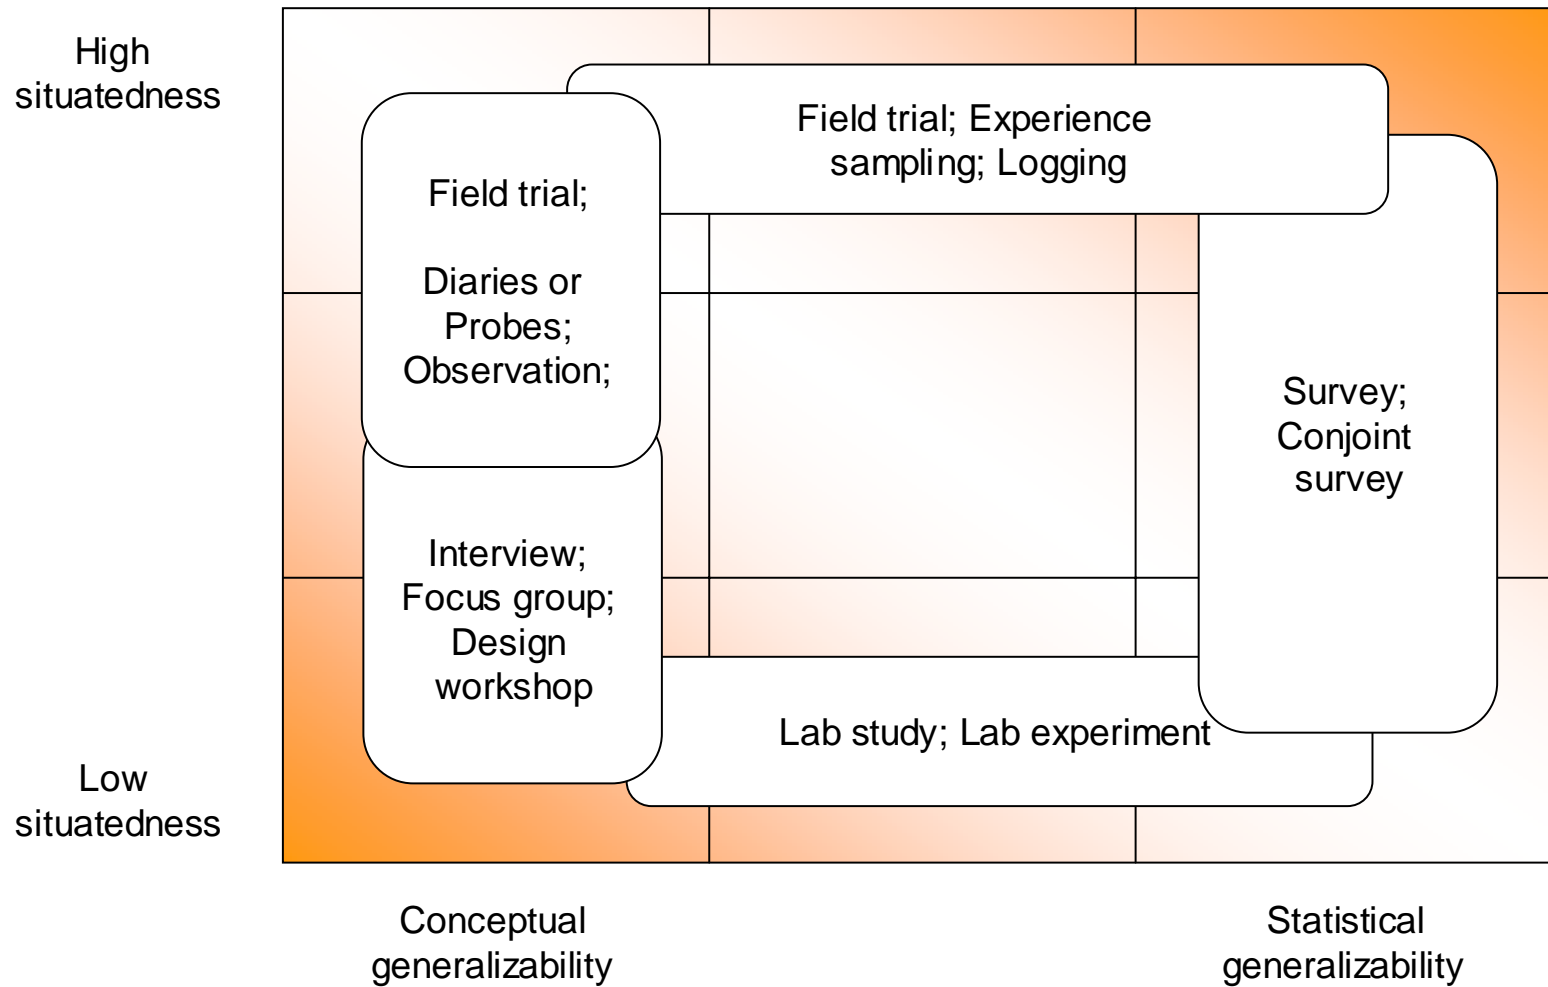 High
situatedness
Field trial; Experience
sampling; Logging
Field trial;
Diaries or
Probes;
Observation;
Survey;
Conjoint
survey
Interview;
Focus group;
Design
workshop
Lab study; Lab experiment
Low
situatedness
Conceptual
generalizability
Statistical
generalizability